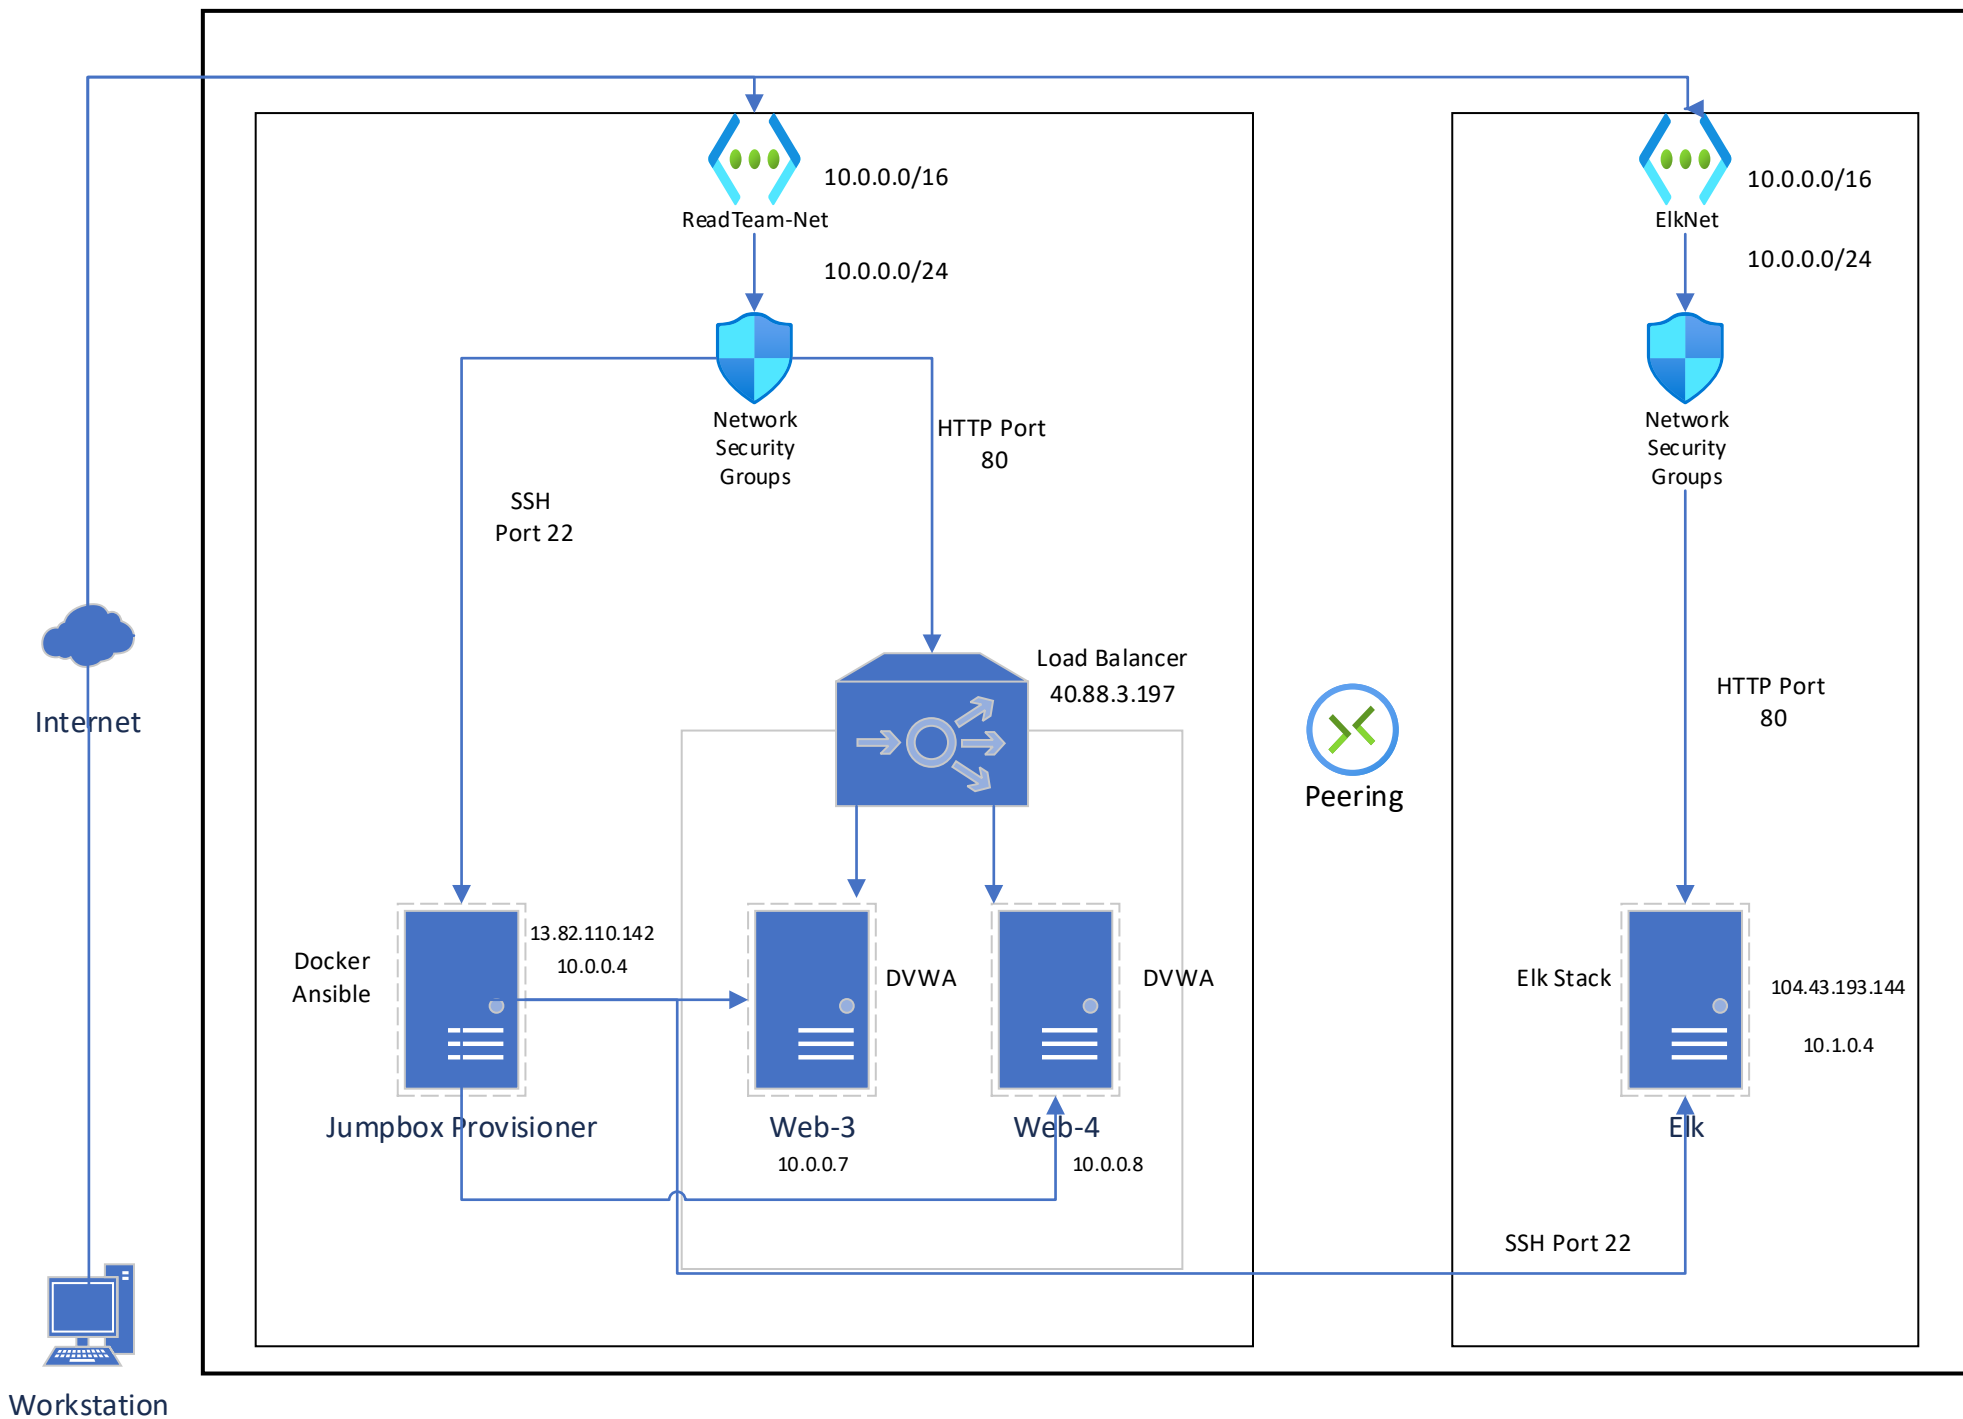 10.0.0.0/16
ReadTeam-Net
10.0.0.0/24
Network
Security
Groups
SSH
Port 22
HTTP Port
80
Load Balancer
40.88.3.197
Internet
Peering
10.0.0.0/16
ElkNet
10.0.0.0/24
Network
Security
Groups
HTTP Port
80
Docker
Ansible
13.82.110.142
10.0.0.4
Jumpbox Provisioner
DVWA
Web-3
10.0.0.7
DVWA
Web-4
10.0.0.8
Elk Stack
104.43.193.144
10.1.0.4
Elk
SSH Port 22
Workstation